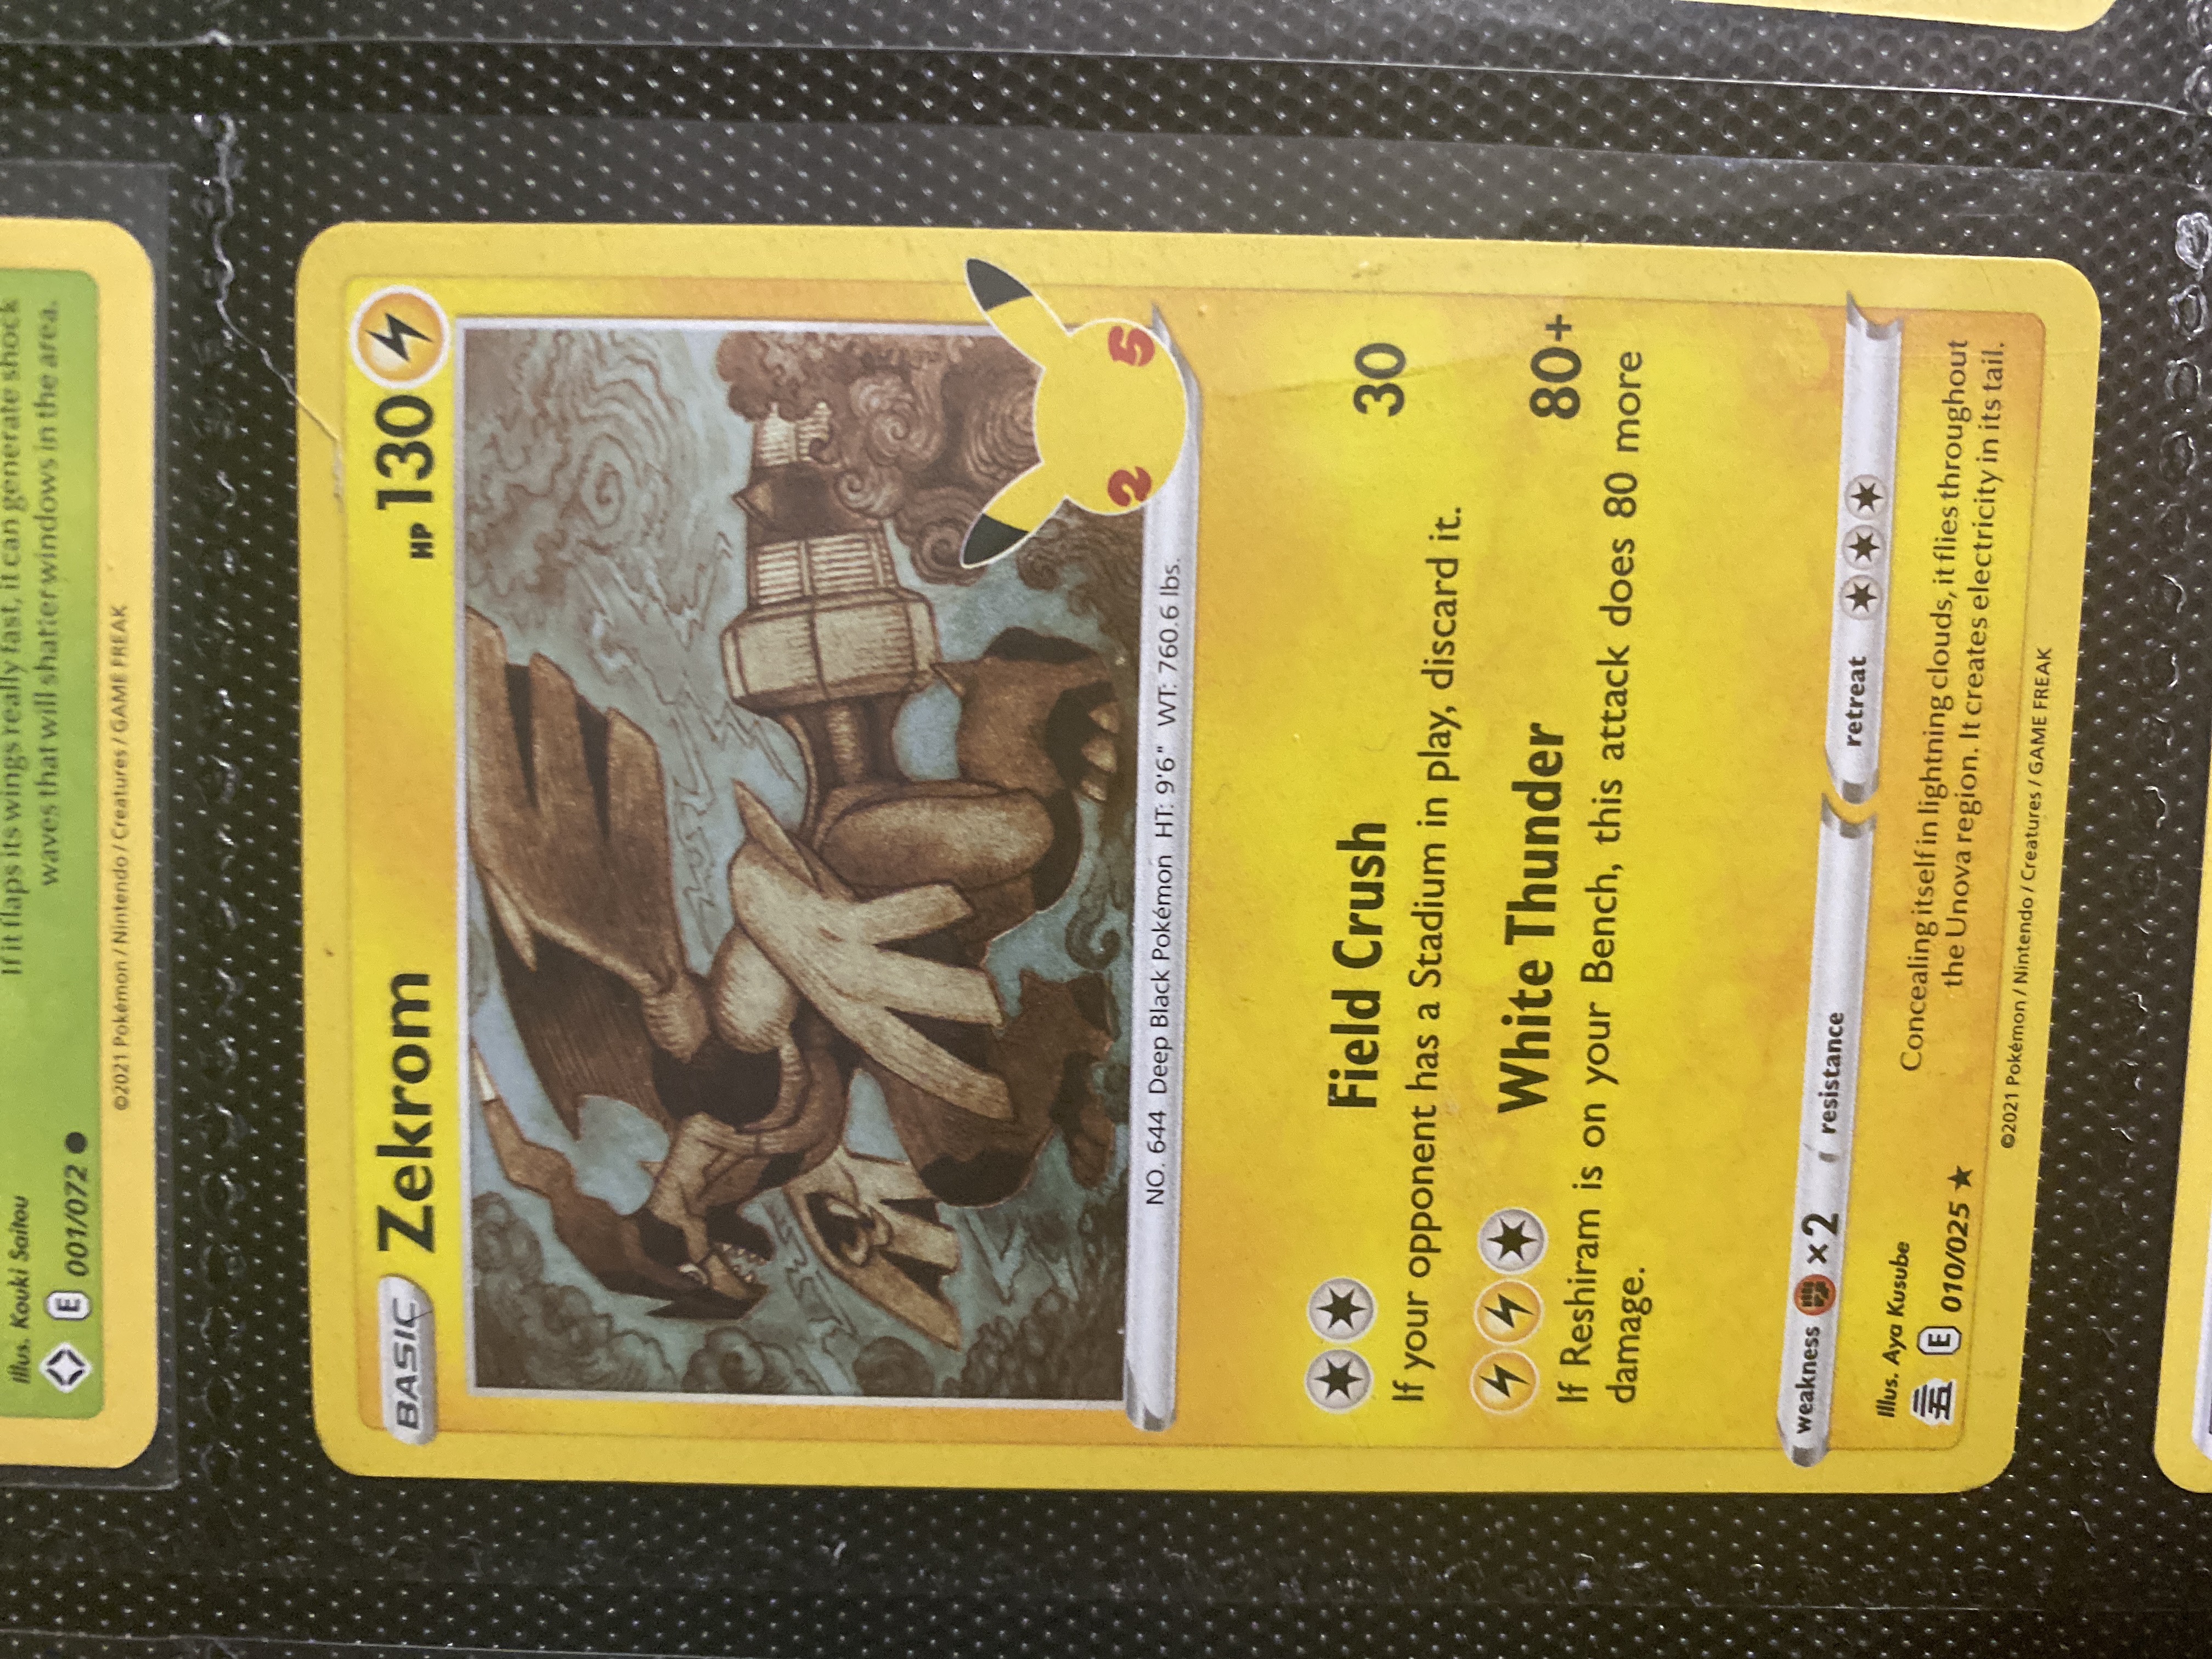 If it flaps its wings really fast, it can generate shock
waves that will shatter windows in the area.
Illus. Kouki Saitou
E 001/072
©2021 Pokémon / Nintendo / Creatures / GAME FREAK
BASIC Zekrom HP 130
25
NO. 644 Deep Black Pokémon HT: 9'6" WT: 760.6 lbs.
Field Crush 30
If your opponent has a Stadium in play, discard it.
White Thunder 80+
If Reshiram is on your Bench, this attack does 80 more
damage.
weakness ×2 resistance retreat
Illus. Aya Kusube
E 010/025
Concealing itself in lightning clouds, it flies throughout
the Unova region. It creates electricity in its tail.
©2021 Pokémon / Nintendo / Creatures / GAME FREAK